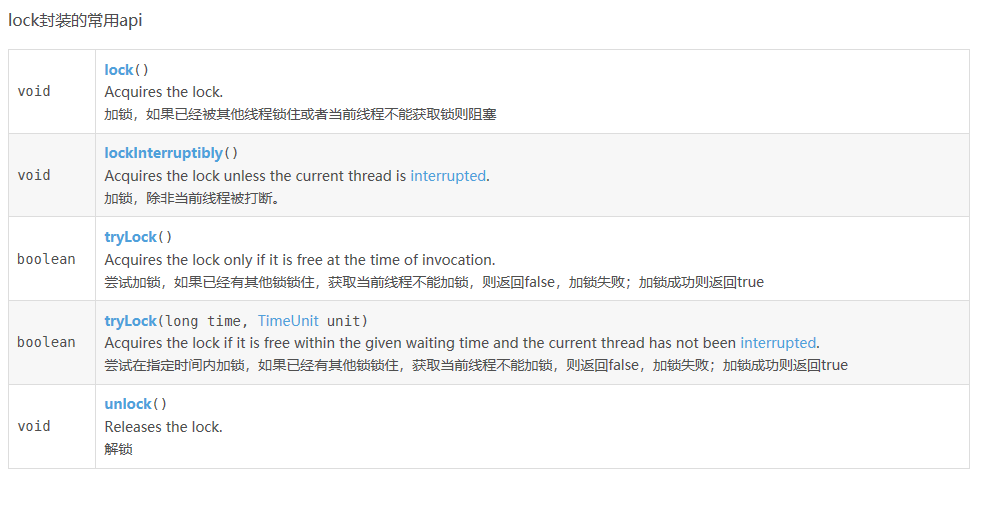 lock封装的常用api
void
lock()
Acquires the lock.
加锁，如果已经被其他线程锁住或者当前线程不能获取锁则阻塞
void
lockInterruptibly()
Acquires the lock unless the current thread is interrupted.
加锁，除非当前线程被打断。
boolean
tryLock()
Acquires the lock only if it is free at the time of invocation.
尝试加锁，如果已经有其他锁锁住，获取当前线程不能加锁，则返回false，加锁失败；加锁成功则返回true
boolean
tryLock(long time, TimeUnit unit)
Acquires the lock if it is free within the given waiting time and the current thread has not been interrupted.
尝试在指定时间内加锁，如果已经有其他锁锁住，获取当前线程不能加锁，则返回false，加锁失败；加锁成功则返回true
void
unlock()
Releases the lock.
解锁